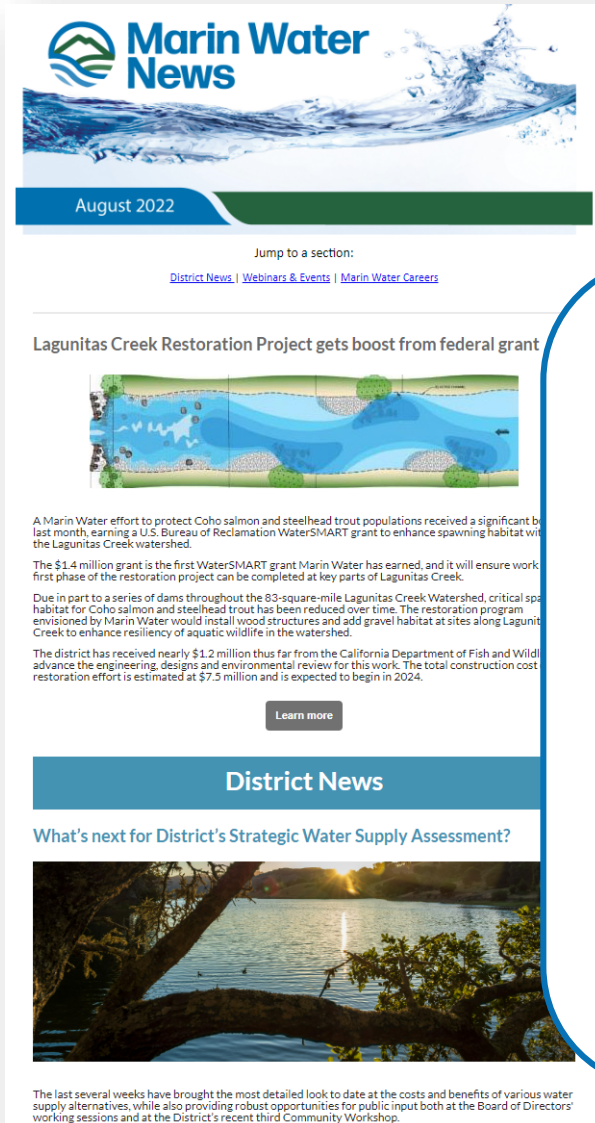 Marin Water
News
August 2022
Jump to a section:
District News | Webinars & Events | Marin Water Careers
Lagunitas Creek Restoration Project gets boost from federal grant
A Marin Water effort to protect Coho salmon and steelhead trout populations received a significant
last month, earning a U.S. Bureau of Reclamation WaterSMART grant to enhance spawning habitat
the Lagunitas Creek watershed.
The $1.4 million grant is the first WaterSMART grant Marin Water has earned, and it will ensure work
first phase of the restoration project can be completed at key parts of Lagunitas Creek.
Due in part to a series of dams throughout the 83-square-mile Lagunitas Creek Watershed, critical
habitat for Coho salmon and steelhead trout has been reduced over time. The restoration program
envisioned by Marin Water would install wood structures and add gravel habitat at sites along
Creek to enhance resiliency of aquatic wildlife in the watershed.
The district has received nearly $1.2 million thus far from the California Department of Fish and
advance the engineering, designs and environmental review for this work. The total construction cost
restoration effort is estimated at $7.5 million and is expected to begin in 2024.
Learn more
District News
What's next for District's Strategic Water Supply Assessment?
The last several weeks have brought the most detailed look to date at the costs and benefits of various water
supply alternatives, while also providing robust opportunities for public input both at the Board of Directors'
working sessions and at the District's recent third Community Workshop.